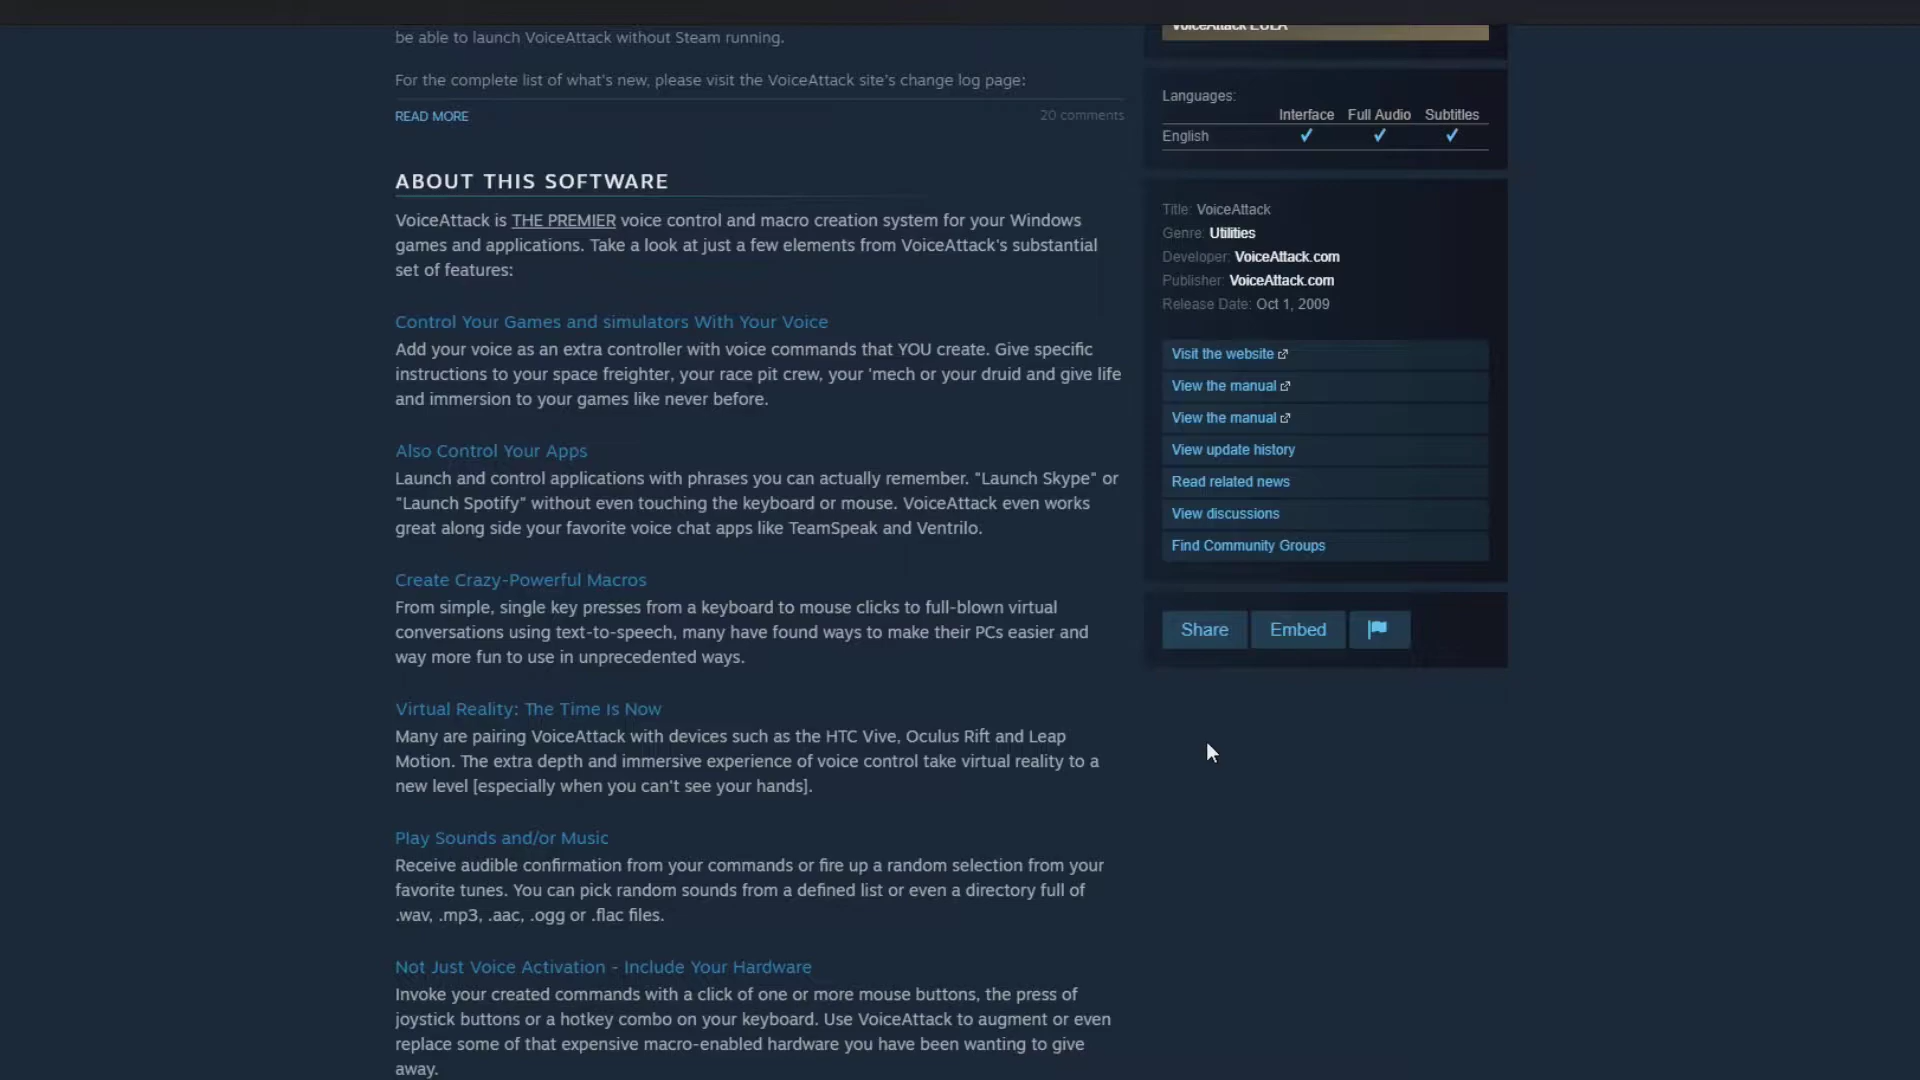 be able to launch VoiceAttack without Steam running.
For the complete list of what's new, please visit the VoiceAttack site's change log page:
READ MORE
20 comments
ABOUT THIS SOFTWARE
VoiceAttack is THE PREMIER voice control and macro creation system for your Windows
games and applications. Take a look at just a few elements from VoiceAttack's substantial
set of features:
Control Your Games and simulators With Your Voice
Add your voice as an extra controller with voice commands that YOU create. Give specific
instructions to your space freighter, your race pit crew, your 'mech or your druid and give life
and immersion to your games like never before.
Also Control Your Apps
Launch and control applications with phrases you can actually remember. "Launch Skype" or
"Launch Spotify" without even touching the keyboard or mouse. VoiceAttack even works
great along side your favorite voice chat apps like TeamSpeak and Ventrilo.
Create Crazy-Powerful Macros
From simple, single key presses from a keyboard to mouse clicks to full-blown virtual
conversations using text-to-speech, many have found ways to make their PCs easier and
way more fun to use in unprecedented ways.
Virtual Reality: The Time Is Now
Many are pairing VoiceAttack with devices such as the HTC Vive, Oculus Rift and Leap
Motion. The extra depth and immersive experience of voice control take virtual reality to a
new level [especially when you can't see your hands].
Play Sounds and/or Music
Receive audible confirmation from your commands or fire up a random selection from your
favorite tunes. You can pick random sounds from a defined list or even a directory full of
.wav, .mp3, .aac, .ogg or .flac files.
Not Just Voice Activation - Include Your Hardware
Invoke your created commands with a click of one or more mouse buttons, the press of
joystick buttons or a hotkey combo on your keyboard. Use VoiceAttack to augment or even
replace some of that expensive macro-enabled hardware you have been wanting to give
away.
VoiceAttack EULA
Languages:
Interface Full Audio Subtitles
English ✓ ✓ ✓
Title: VoiceAttack
Genre: Utilities
Developer: VoiceAttack.com
Publisher: VoiceAttack.com
Release Date: Oct 1, 2009
Visit the website
View the manual
View the manual
View update history
Read related news
View discussions
Find Community Groups
Share Embed